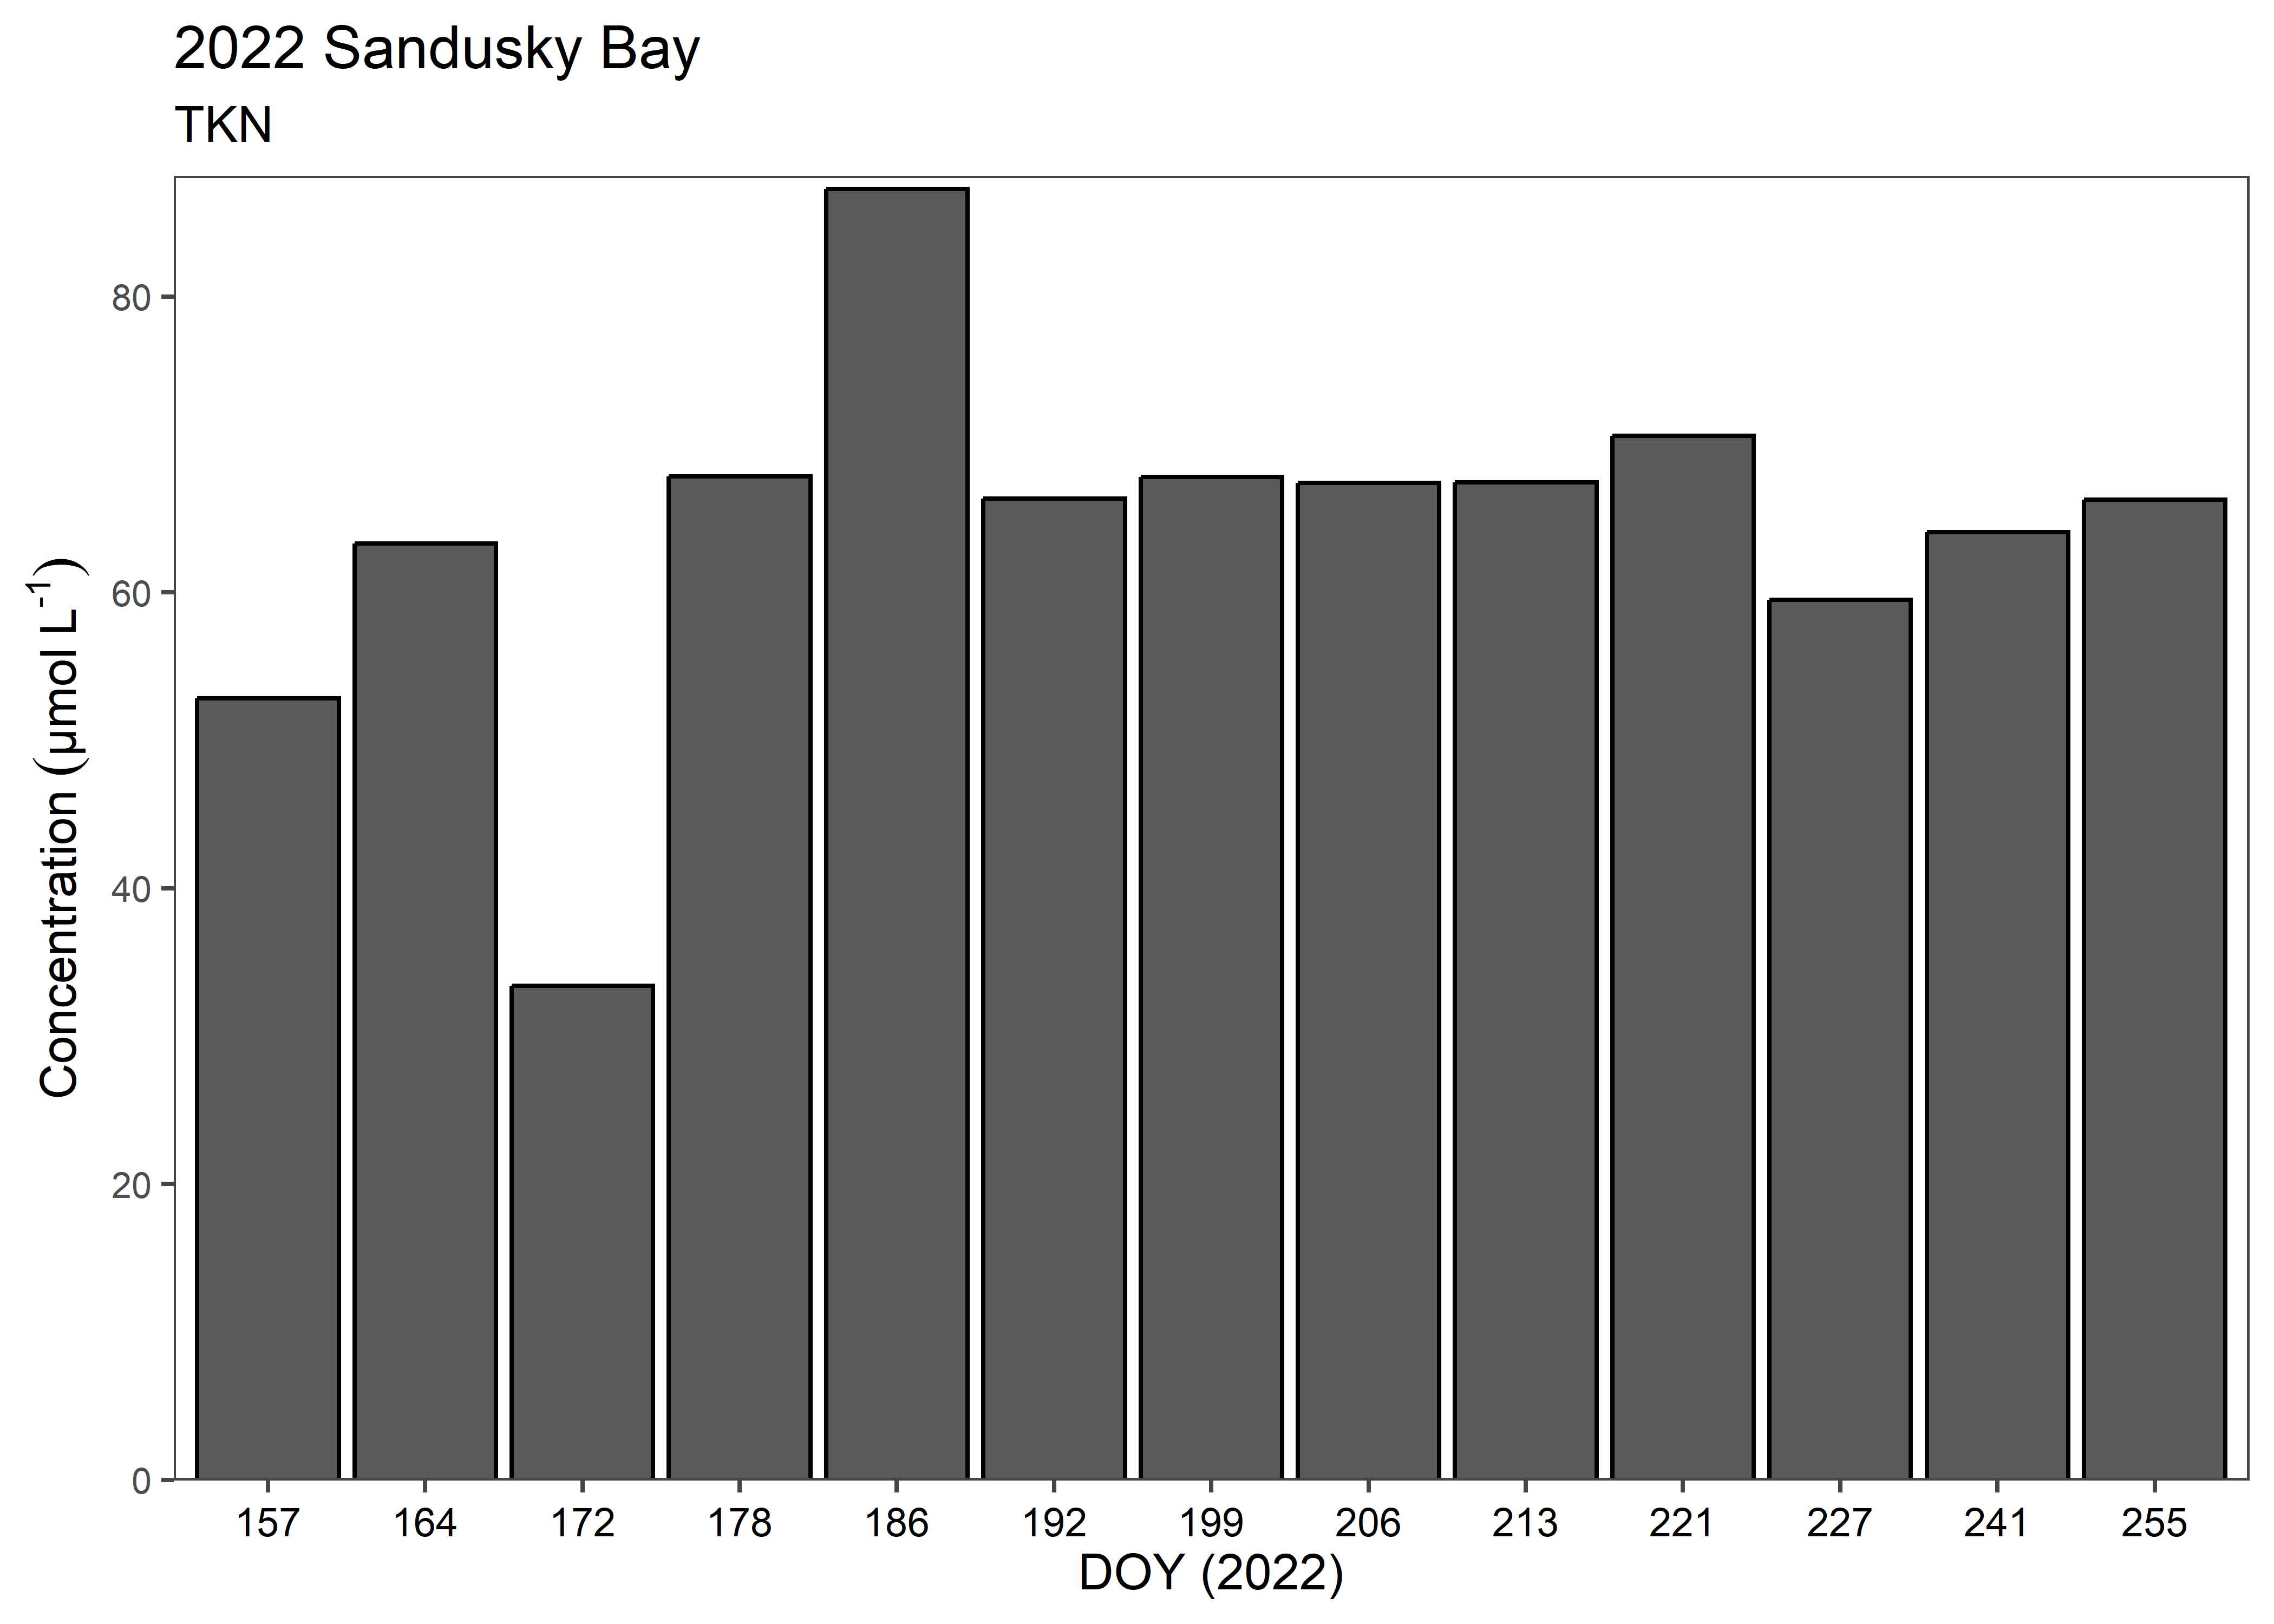 2022 Sandusky Bay
TKN
Concentration (µmol L⁻¹)
80
60
40
20
0
157 164 172 178 186 192 199 206 213 221 227 241 255
DOY (2022)